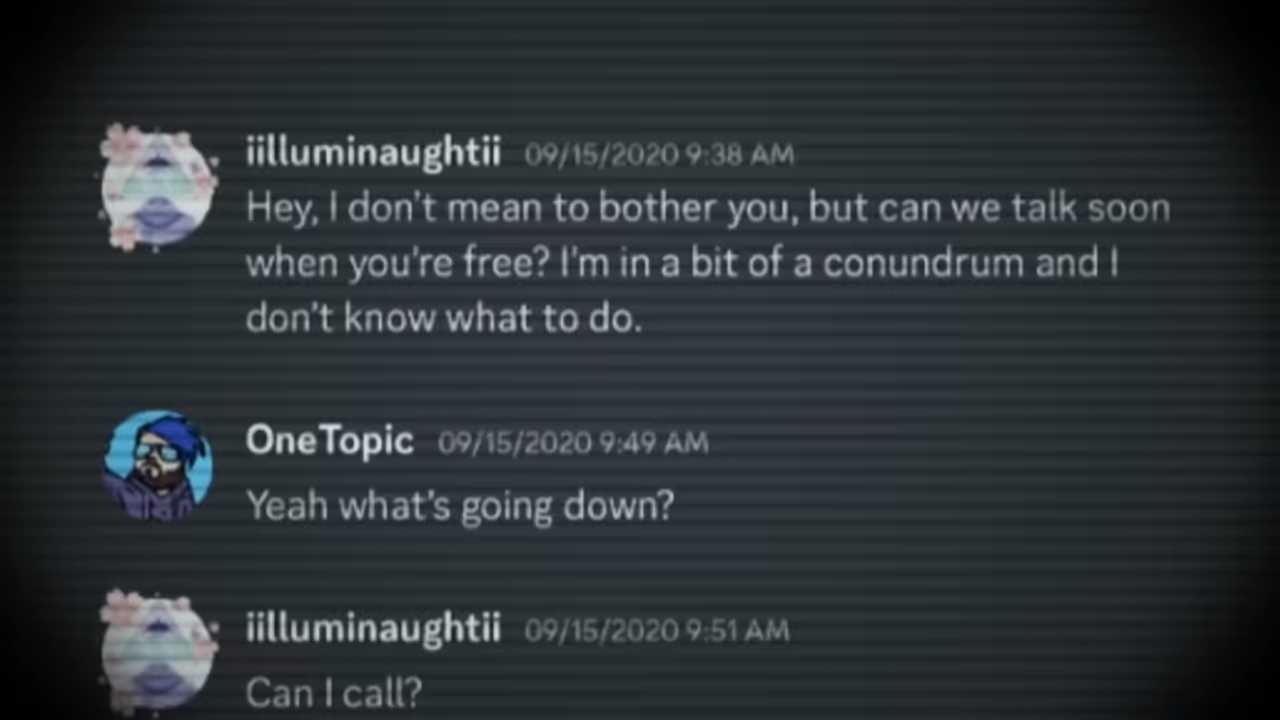 iilluminaughtii 09/15/2020 9:38 AM
Hey, I don't mean to bother you, but can we talk soon
when you're free? I'm in a bit of a conundrum and I
don't know what to do.
OneTopic 09/15/2020 9:49 AM
Yeah what's going down?
iilluminaughtii 09/15/2020 9:51 AM
Can I call?